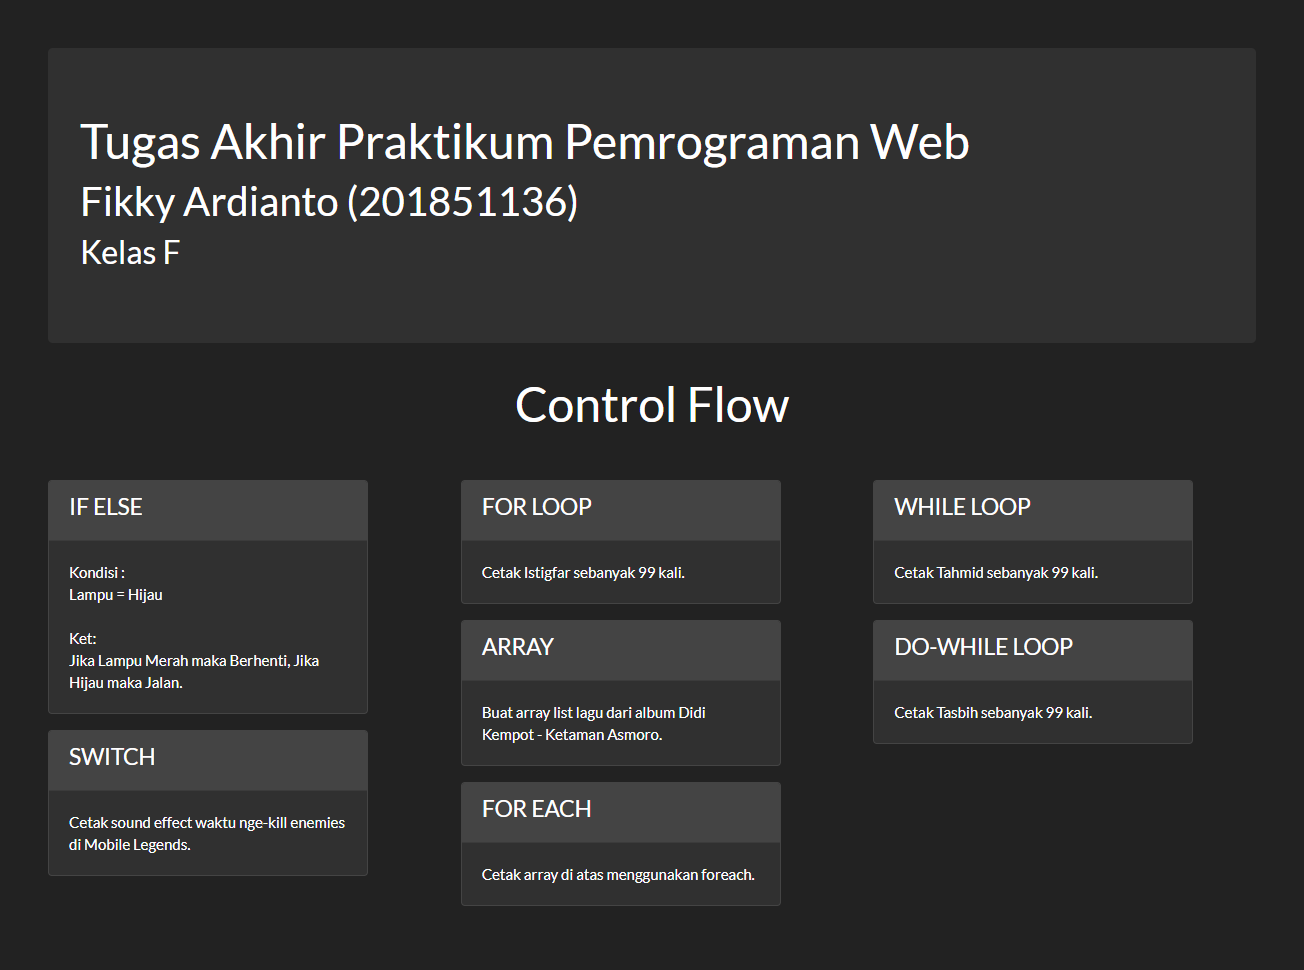 Tugas Akhir Praktikum Pemrograman Web
Fikky Ardianto (201851136)
Kelas F
Control Flow
IF ELSE
Kondisi :
Lampu = Hijau
Ket:
Jika Lampu Merah maka Berhenti, Jika
Hijau maka Jalan.
SWITCH
Cetak sound effect waktu nge-kill enemies
di Mobile Legends.
FOR LOOP
Cetak Istigfar sebanyak 99 kali.
ARRAY
Buat array list lagu dari album Didi
Kempot - Ketaman Asmoro.
FOR EACH
Cetak array di atas menggunakan foreach.
WHILE LOOP
Cetak Tahmid sebanyak 99 kali.
DO-WHILE LOOP
Cetak Tasbih sebanyak 99 kali.